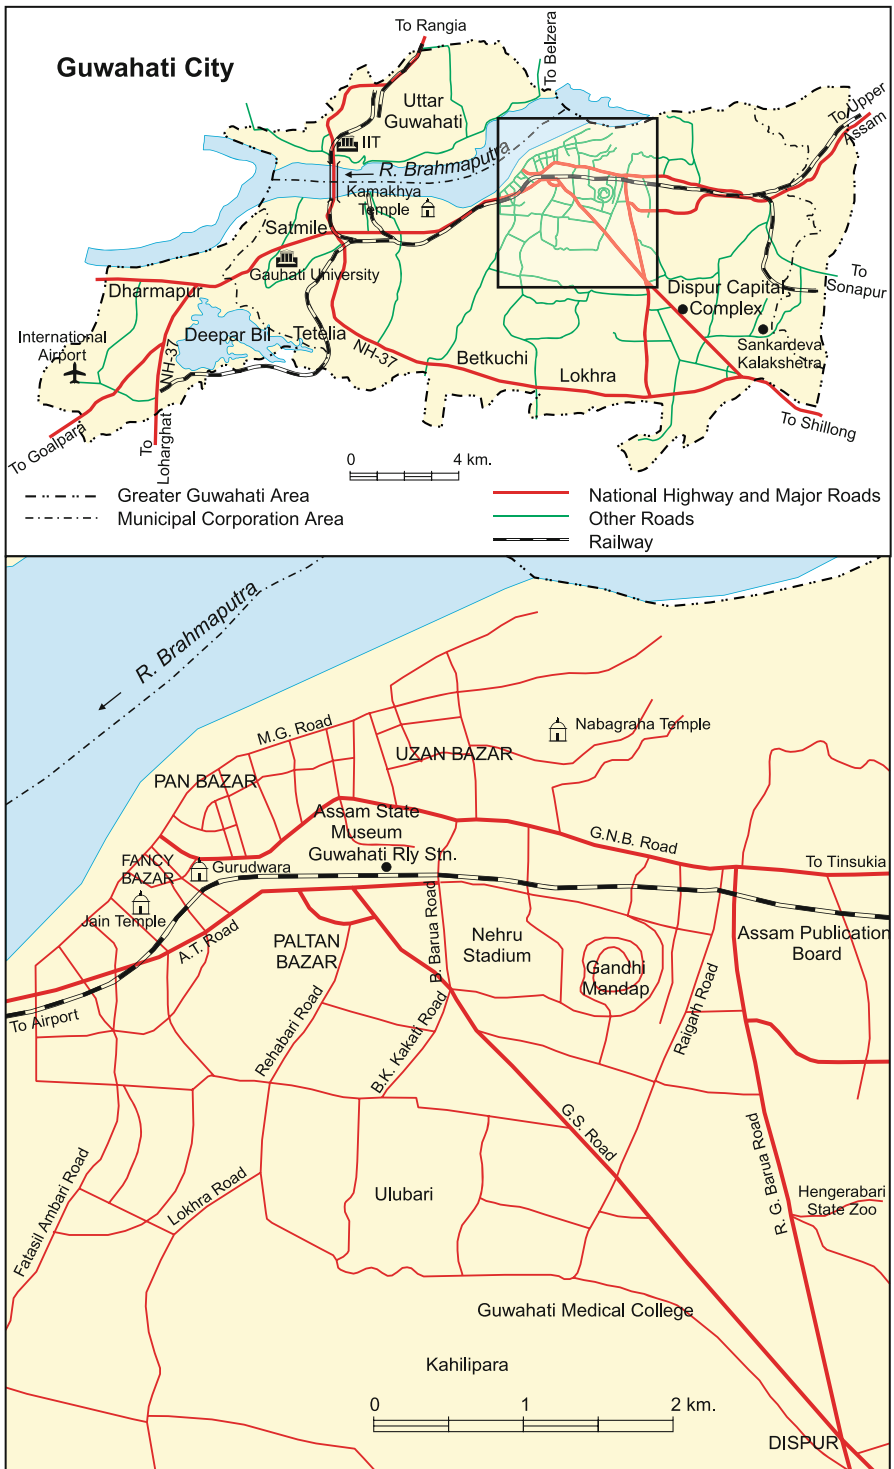 Guwahati City
To Rangia
To Belzera
To Upper
Assam
Uttar
Guwahati
IIT
R. Brahmaputra
Kamakhya
Temple
Satmile
Gauhati University
Dharmapur
Deepar Bil
Tetelia
International
Airport
NH-37
NH-37
Betkuchi
Lokhra
Dispur Capital
Complex
To
Sonapur
Sankardeva
Kalakshetra
To Goalpara
To
Loharghat
To Shillong
0 4 km.
Greater Guwahati Area
Municipal Corporation Area
National Highway and Major Roads
Other Roads
Railway
R. Brahmaputra
M.G. Road
Nabagraha Temple
UZAN BAZAR
PAN BAZAR
Assam State
Museum
Guwahati Rly Stn.
G.N.B. Road
To Tinsukia
FANCY
BAZAR
Gurudwara
Jain Temple
A.T. Road
PALTAN
BAZAR
B. Barua Road
Nehru
Stadium
Gandhi
Mandap
Assam Publication
Board
To Airport
Rehabari Road
B.K. Kakati Road
Raigarh Road
G.S. Road
R. G. Barua Road
Fatasil Ambari Road
Lokhra Road
Ulubari
Hengerabari
State Zoo
Guwahati Medical College
Kahilipara
0 1 2 km.
DISPUR